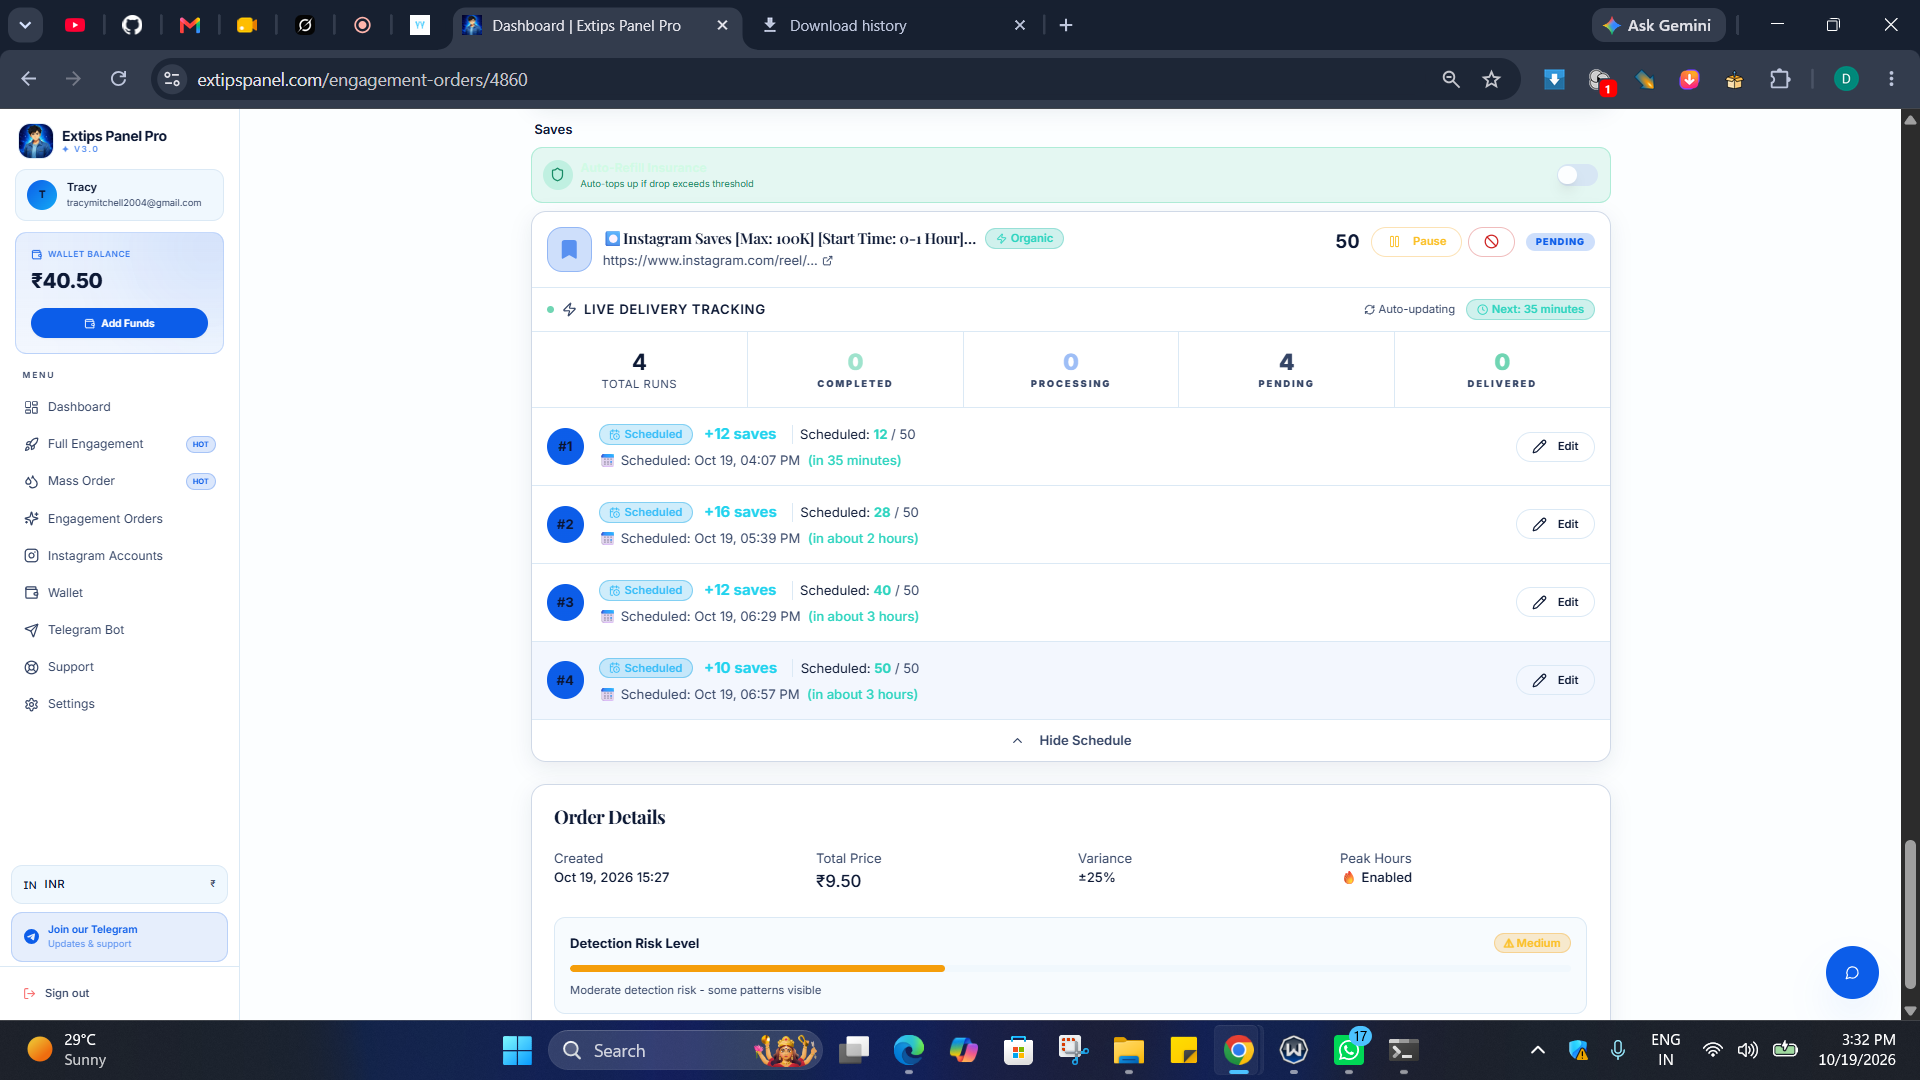 Dashboard | Extips Panel Pro
Download history
Ask Gemini
extipspanel.com/engagement-orders/4860
1
D
Extips Panel Pro
V3.0
T
Tracy
tracymitchell2004@gmail.com
WALLET BALANCE
₹40.50
Add Funds
MENU
Dashboard
Full Engagement HOT
Mass Order HOT
Engagement Orders
Instagram Accounts
Wallet
Telegram Bot
Support
Settings
IN INR ₹
Join our Telegram
Updates & support
Sign out
Saves
Auto-Refill Insurance
Auto-tops up if drop exceeds threshold
Instagram Saves [Max: 100K] [Start Time: 0-1 Hour]... Organic
https://www.instagram.com/reel/...
50 Pause PENDING
LIVE DELIVERY TRACKING
Auto-updating Next: 35 minutes
4 TOTAL RUNS
0 COMPLETED
0 PROCESSING
4 PENDING
0 DELIVERED
#1 Scheduled +12 saves Scheduled: 12 / 50
Scheduled: Oct 19, 04:07 PM (in 35 minutes)
Edit
#2 Scheduled +16 saves Scheduled: 28 / 50
Scheduled: Oct 19, 05:39 PM (in about 2 hours)
Edit
#3 Scheduled +12 saves Scheduled: 40 / 50
Scheduled: Oct 19, 06:29 PM (in about 3 hours)
Edit
#4 Scheduled +10 saves Scheduled: 50 / 50
Scheduled: Oct 19, 06:57 PM (in about 3 hours)
Edit
Hide Schedule
Order Details
Created
Oct 19, 2026 15:27
Total Price
₹9.50
Variance
±25%
Peak Hours
Enabled
Detection Risk Level
Medium
Moderate detection risk - some patterns visible
29°C
Sunny
Search
17
ENG
IN
3:32 PM
10/19/2026